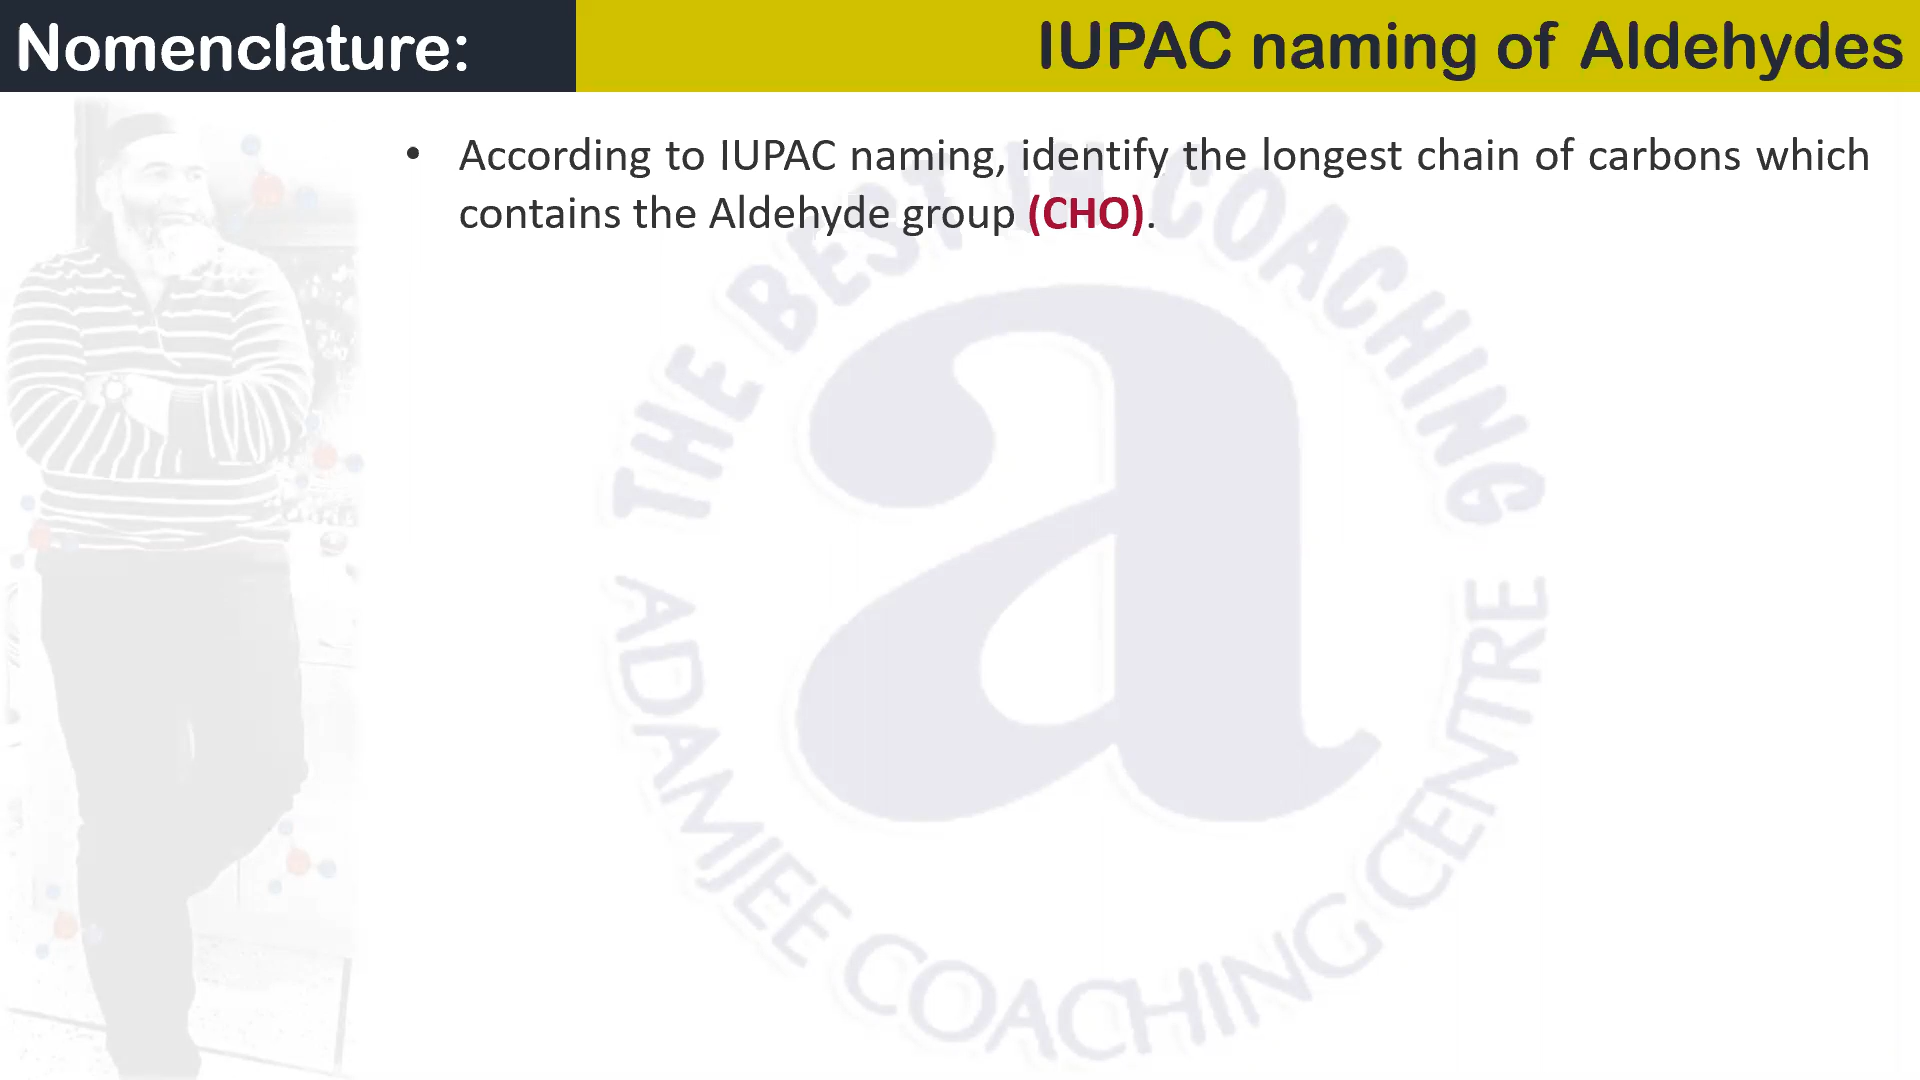 Nomenclature:
IUPAC naming of Aldehydes
• According to IUPAC naming, identify the longest chain of carbons which
contains the Aldehyde group (CHO).
THE BEST IN COACHING
ADAMJEE COACHING CENTRE
a